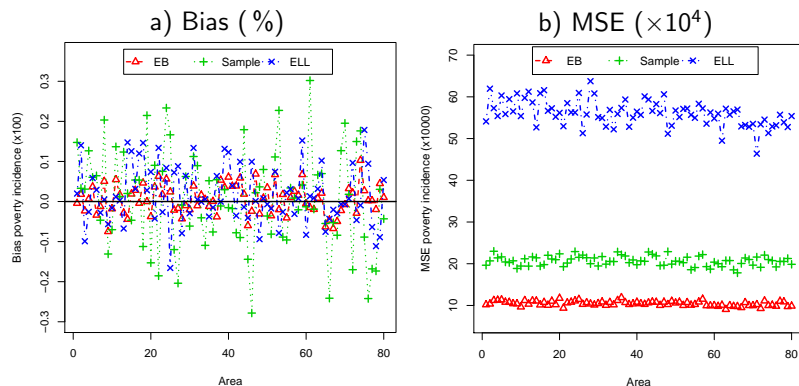 a) Bias (%)
b) MSE (×10⁴)
EB Sample ELL
EB Sample ELL
Bias poverty incidence (x100)
0.3
0.2
0.1
0.0
−0.1
−0.2
−0.3
0 20 40 60 80
Area
MSE poverty incidence (x10000)
70
60
50
40
30
20
10
0 20 40 60 80
Area